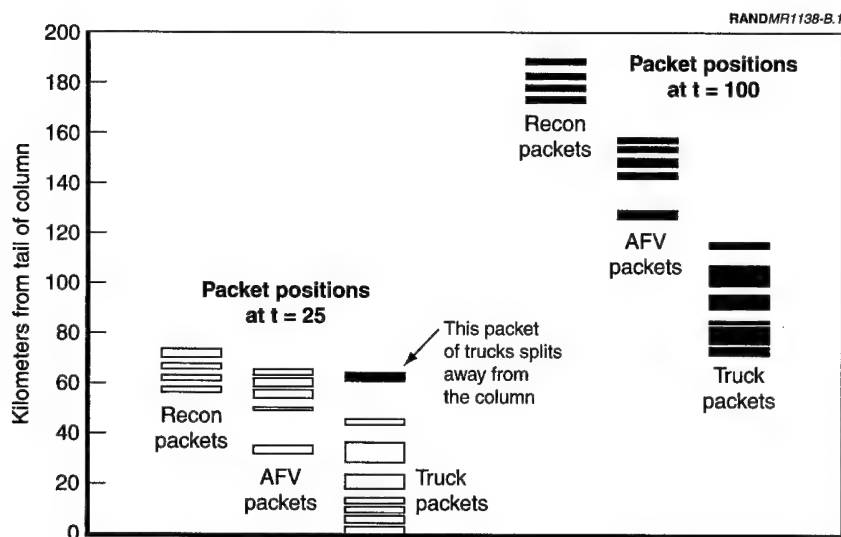 RANDMR1138-B.1
Kilometers from tail of column
200
180
160
140
120
100
80
60
40
20
0
Packet positions
at t = 100
Recon
packets
AFV
packets
Truck
packets
Packet positions
at t = 25
This packet
of trucks splits
away from
the column
Recon
packets
AFV
packets
Truck
packets